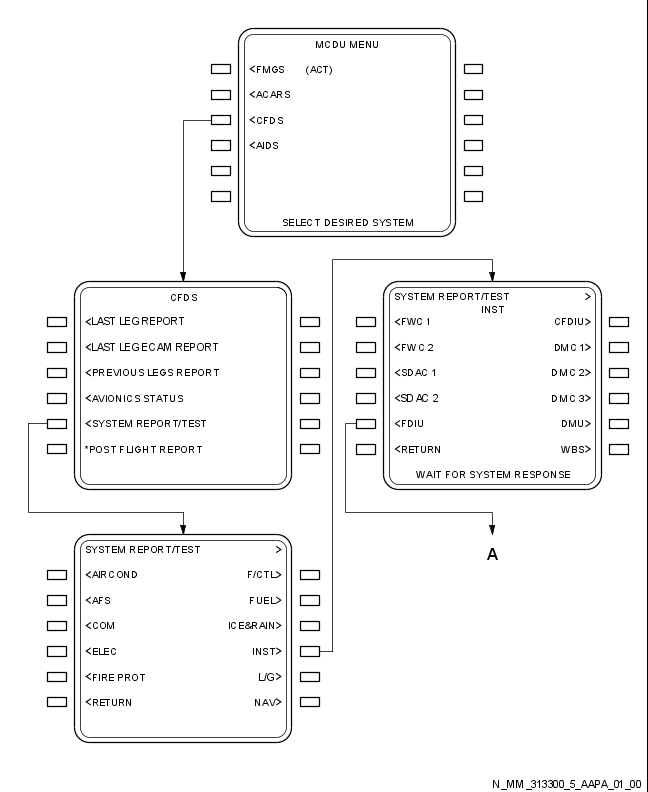 MCDU MENU
<FMGS (ACT)
<ACARS
<CFDS
<AIDS
SELECT DESIRED SYSTEM
CFDS
<LAST LEG REPORT
<LAST LEG ECAM REPORT
<PREVIOUS LEGS REPORT
<AVIONICS STATUS
<SYSTEM REPORT/TEST
*POST FLIGHT REPORT
SYSTEM REPORT/TEST >
INST
<FWC 1 CFDIU>
<FWC 2 DMC 1>
<SDAC 1 DMC 2>
<SDAC 2 DMC 3>
<FDIU DMU>
<RETURN WBS>
WAIT FOR SYSTEM RESPONSE
A
SYSTEM REPORT/TEST >
<AIRCOND F/CTL>
<AFS FUEL>
<COM ICE&RAIN>
<ELEC INST>
<FIRE PROT L/G>
<RETURN NAV>
N_MM_313300_5_AAPA_01_00